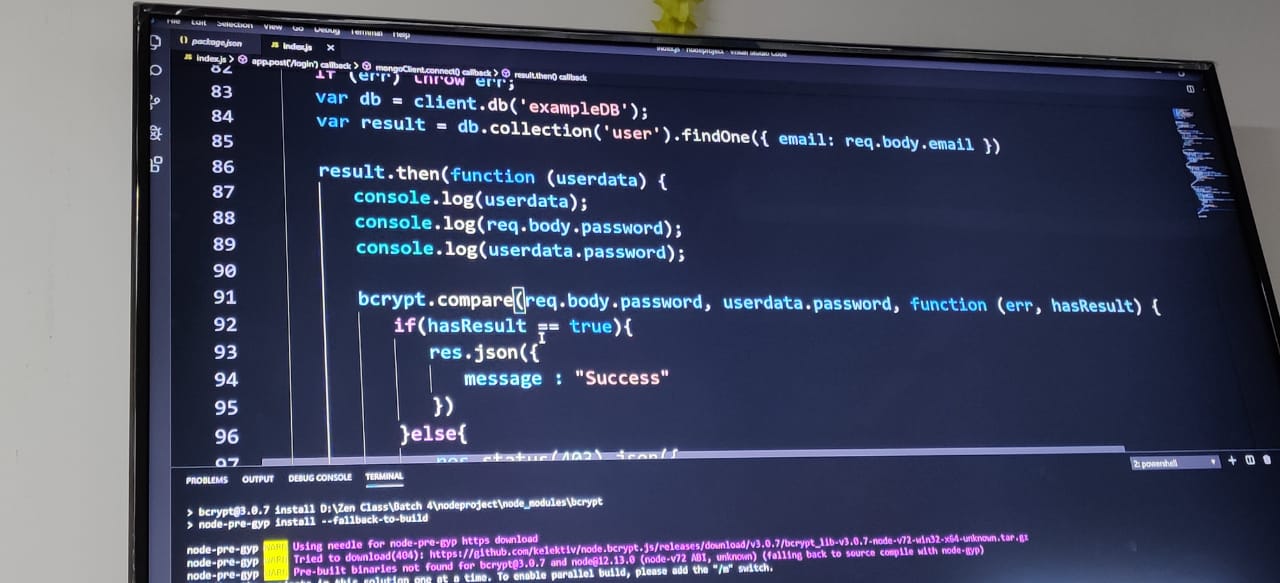 File Edit Selection View Go Debug Terminal Help
index.js - nodeproject - Visual Studio Code
{} package.json JS index.js ×
JS index.js > app.post('/login') callback > mongoClient.connect() callback > result.then() callback
82 if (err) throw err;
83 var db = client.db('exampleDB');
84 var result = db.collection('user').findOne({ email: req.body.email })
85
86 result.then(function (userdata) {
87 console.log(userdata);
88 console.log(req.body.password);
89 console.log(userdata.password);
90
91 bcrypt.compare(req.body.password, userdata.password, function (err, hasResult) {
92 if(hasResult == true){
93 res.json({
94 message : "Success"
95 })
96 }else{
97 res.status(403).json({
PROBLEMS OUTPUT DEBUG CONSOLE TERMINAL 2: powershell
> bcrypt@3.0.7 install D:\Zen Class\Batch 4\nodeproject\node_modules\bcrypt
> node-pre-gyp install --fallback-to-build
node-pre-gyp WARN Using needle for node-pre-gyp https download
node-pre-gyp WARN Tried to download(404): https://github.com/kelektiv/node.bcrypt.js/releases/download/v3.0.7/bcrypt_lib-v3.0.7-node-v72-win32-x64-unknown.tar.gz
node-pre-gyp WARN Pre-built binaries not found for bcrypt@3.0.7 and node@12.13.0 (node-v72 ABI, unknown) (falling back to source compile with node-gyp)
in this solution one at a time. To enable parallel build, please add the "/m" switch.